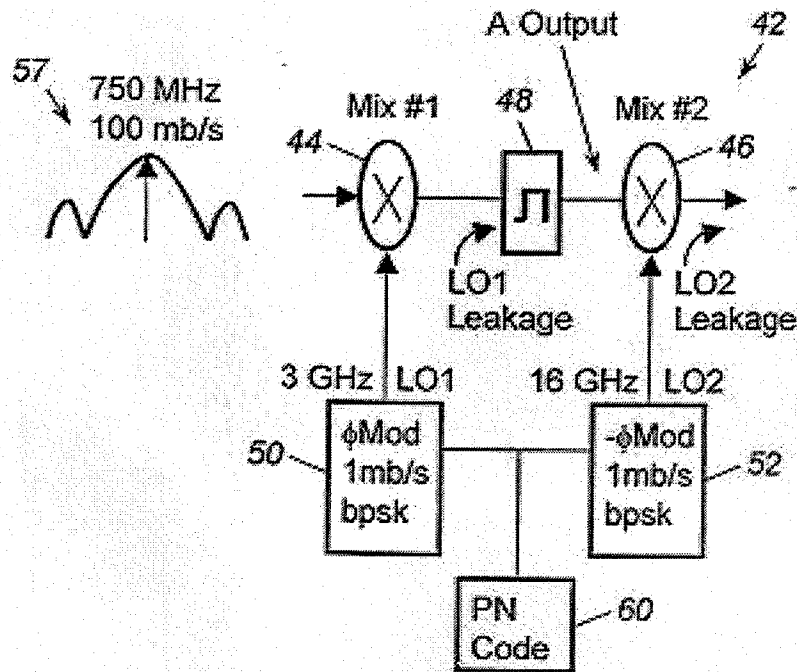 A Output
42
57
750 MHz
100 mb/s
Mix #1
48
Mix #2
44
46
LO1
Leakage
LO2
Leakage
3 GHz LO1
16 GHz LO2
50
ϕMod
1mb/s
bpsk
-ϕMod
1mb/s
bpsk
52
PN
Code
60